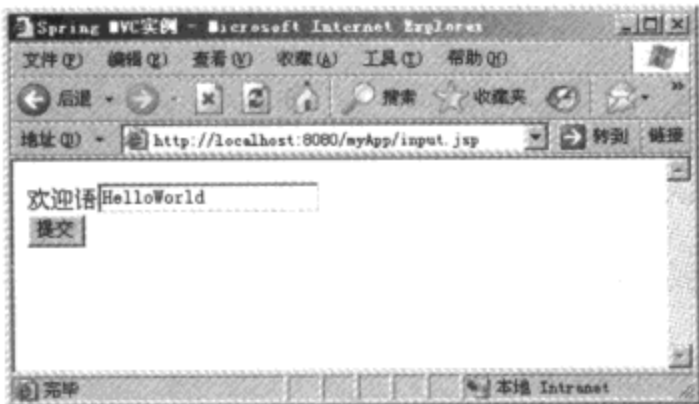 Spring MVC实例 - Microsoft Internet Explorer
文件(F) 编辑(E) 查看(V) 收藏(A) 工具(T) 帮助(H)
后退 搜索 收藏夹 »
地址(D) http://localhost:8080/myApp/input.jsp 转到 链接
欢迎语 HelloWorld
提交
完毕 本地 Intranet